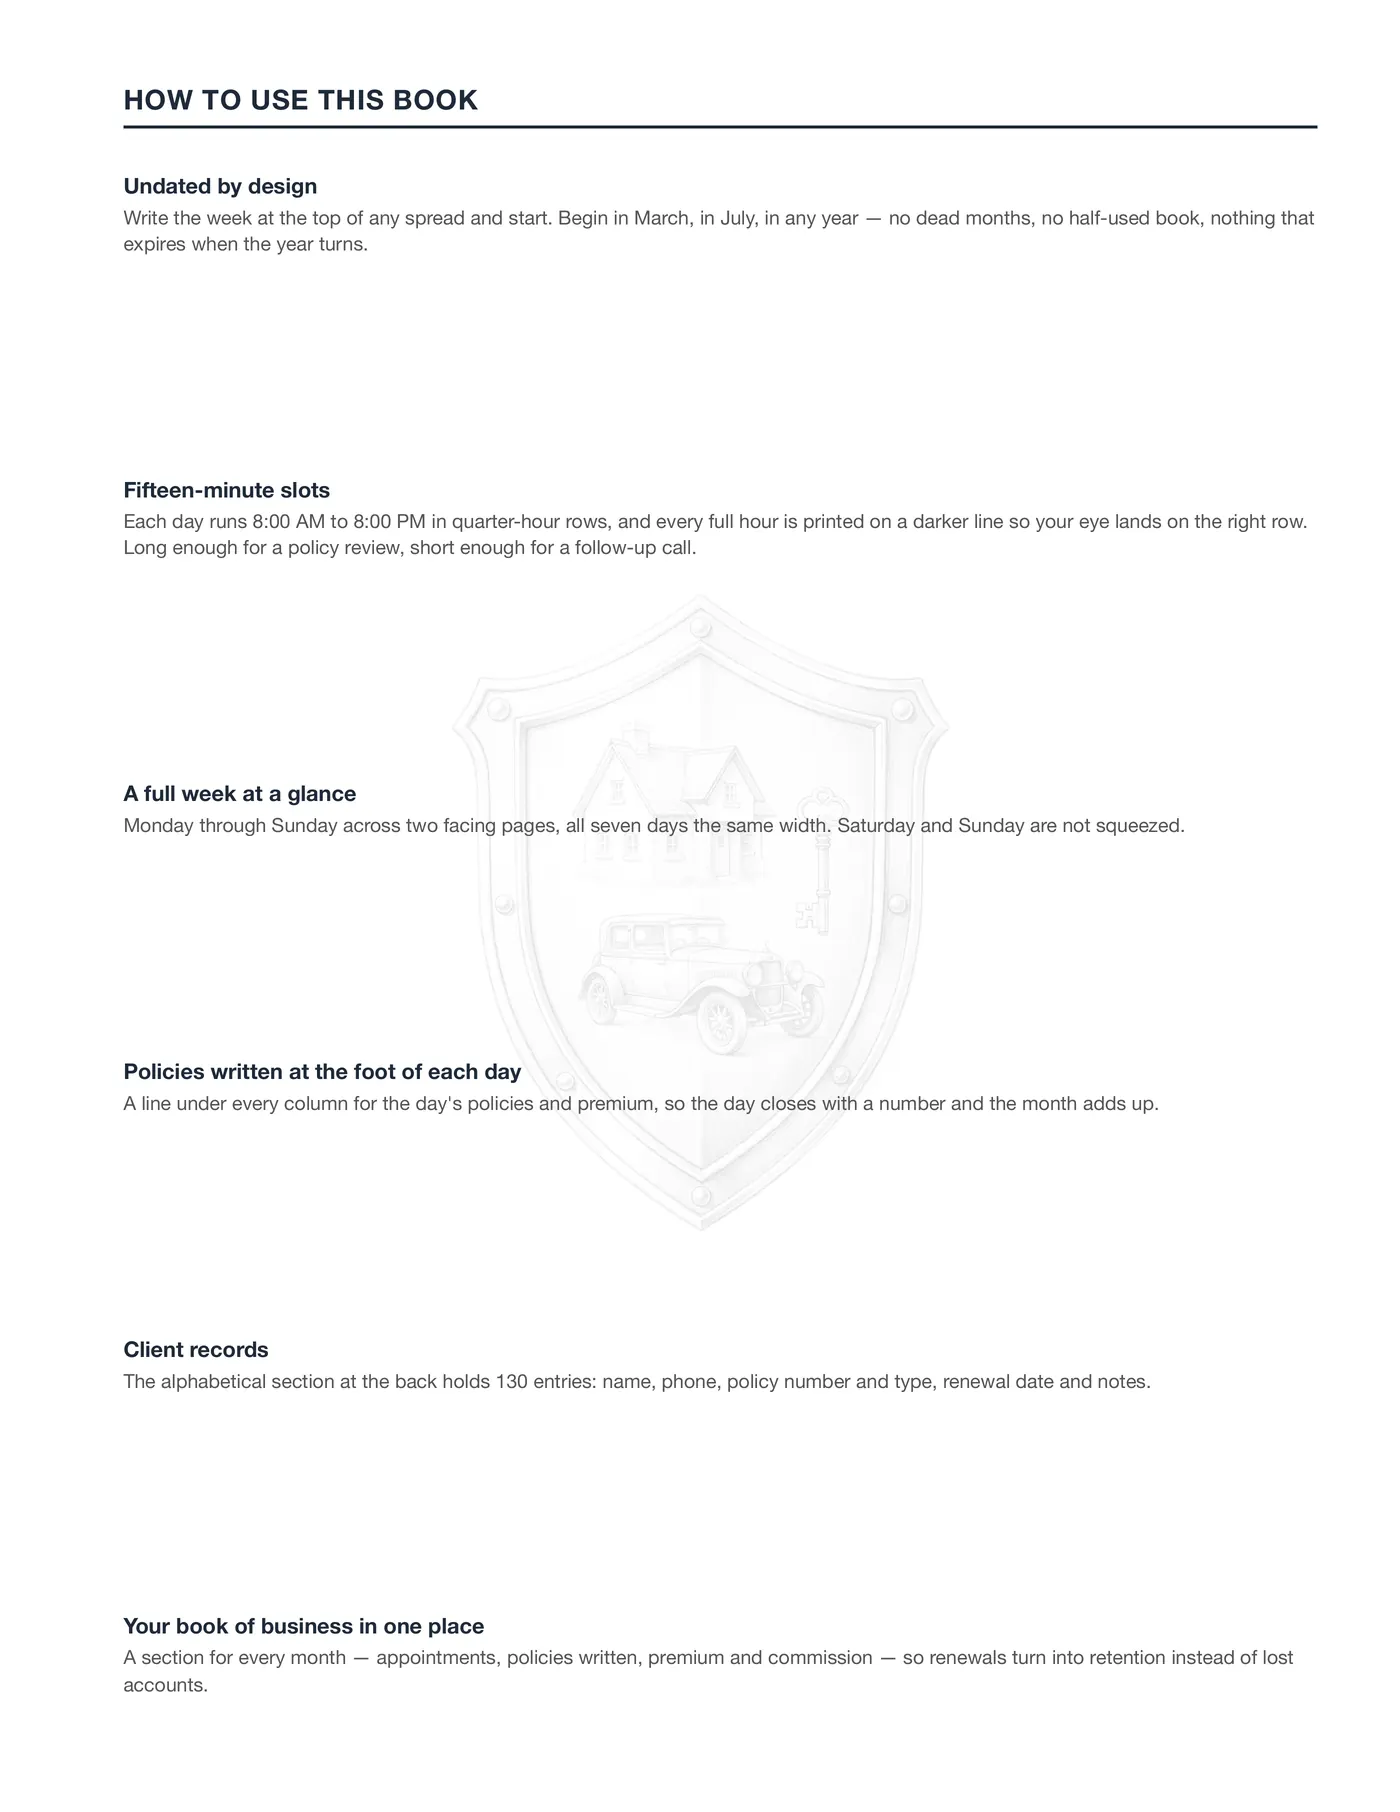 HOW TO USE THIS BOOK
Undated by design
Write the week at the top of any spread and start. Begin in March, in July, in any year — no dead months, no half-used book, nothing that
expires when the year turns.
Fifteen-minute slots
Each day runs 8:00 AM to 8:00 PM in quarter-hour rows, and every full hour is printed on a darker line so your eye lands on the right row.
Long enough for a policy review, short enough for a follow-up call.
A full week at a glance
Monday through Sunday across two facing pages, all seven days the same width. Saturday and Sunday are not squeezed.
Policies written at the foot of each day
A line under every column for the day's policies and premium, so the day closes with a number and the month adds up.
Client records
The alphabetical section at the back holds 130 entries: name, phone, policy number and type, renewal date and notes.
Your book of business in one place
A section for every month — appointments, policies written, premium and commission — so renewals turn into retention instead of lost
accounts.